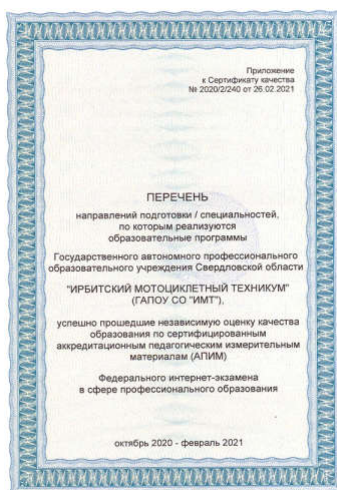 Приложение
к Сертификату качества
№ 2020/2/240 от 26.02.2021
ПЕРЕЧЕНЬ
направлений подготовки / специальностей,
по которым реализуются
образовательные программы
Государственного автономного профессионального
образовательного учреждения Свердловской области
"ИРБИТСКИЙ МОТОЦИКЛЕТНЫЙ ТЕХНИКУМ"
(ГАПОУ СО "ИМТ"),
успешно прошедшие независимую оценку качества
образования по сертифицированным
аккредитационным педагогическим измерительным
материалам (АПИМ)
Федерального интернет-экзамена
в сфере профессионального образования
октябрь 2020 - февраль 2021